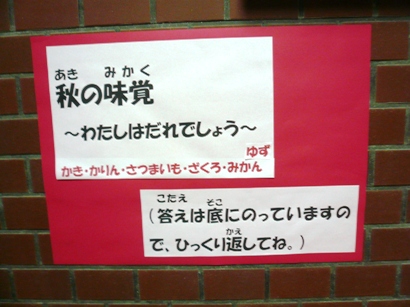 あき みかく
秋の味覚
～わたしはだれでしょう～
ゆず
かき・かりん・さつまいも・ざくろ・みかん
こたえ そこ
(答えは底にのっていますの
かえ
で、ひっくり返してね。)